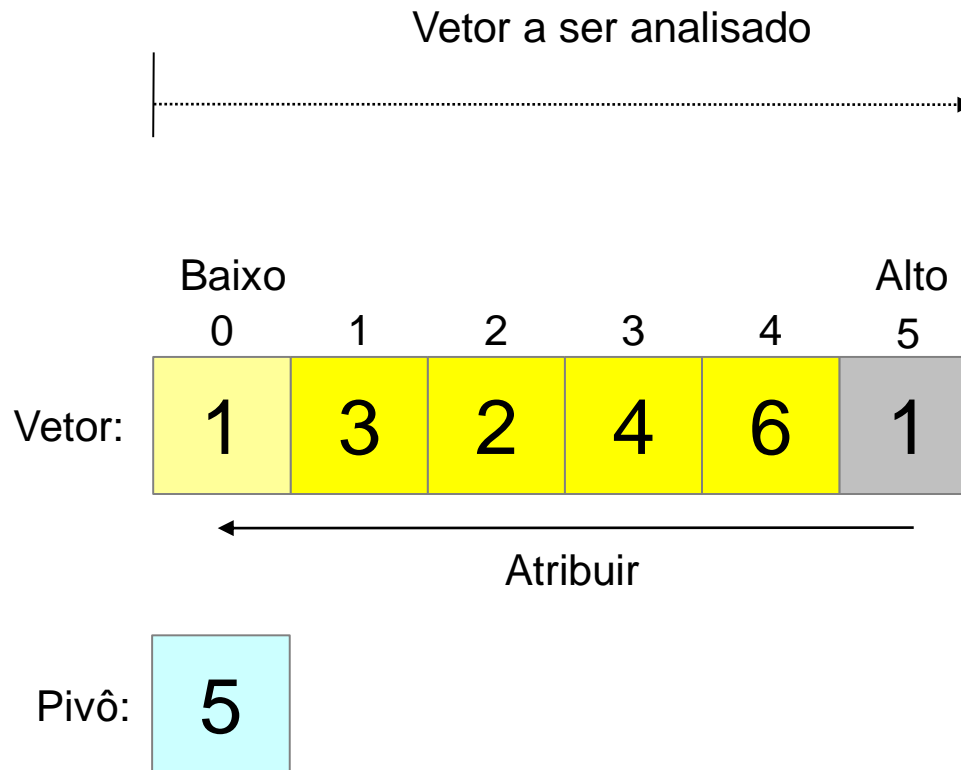 Vetor a ser analisado
Baixo Alto
0 1 2 3 4 5
Vetor: 1 3 2 4 6 1
Atribuir
Pivô: 5